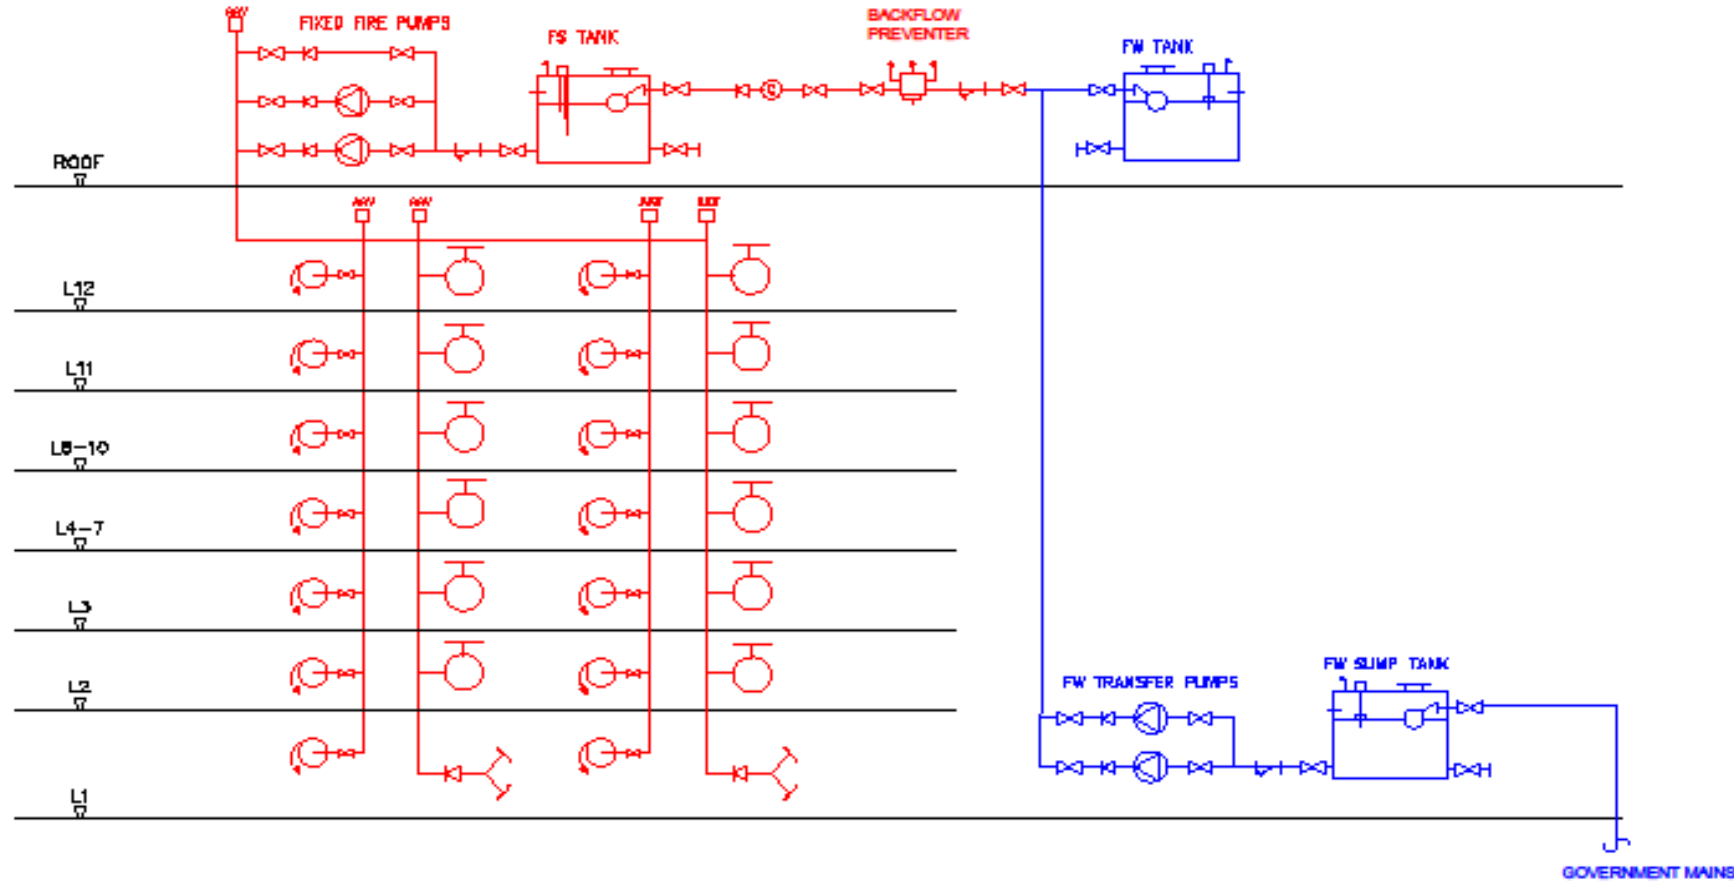 FIXED FIRE PUMPS
FS TANK
BACKFLOW
PREVENTER
FW TANK
ROOF
L12
L11
L8-10
L4-7
L3
L2
L1
FW TRANSFER PUMPS
FW SUMP TANK
GOVERNMENT MAINS